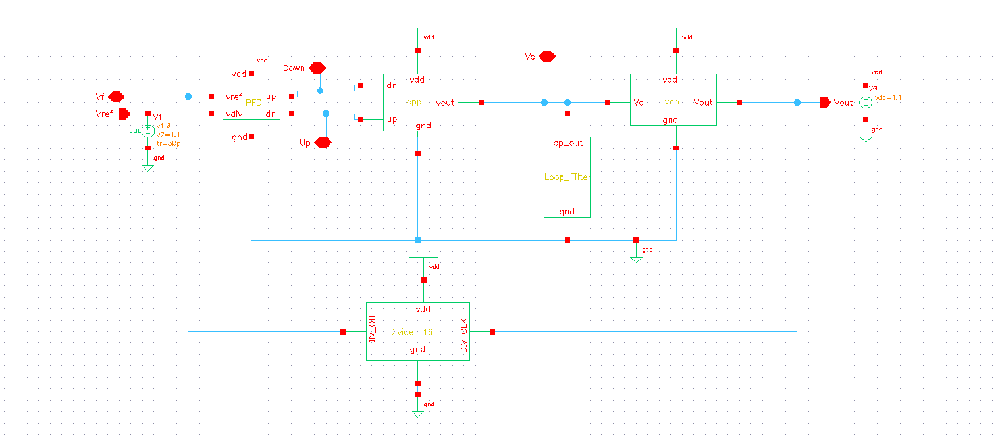 vdd
vdd
vdd
vdd
Vc
vdd
Down
vdd
Vf
vref
PFD
up
Vref
vdiv
dn
gnd
V1
v1:0
v2=1.1
tr=30p
gnd
Up
vdd
dn
cpp
vout
up
gnd
cp_out
Loop_Filter
gnd
vdd
Vc
vco
Vout
gnd
gnd
Vout
V0
vdc=1.1
gnd
vdd
vdd
DIV_OUT
Divider_16
DIV_CLK
gnd
gnd